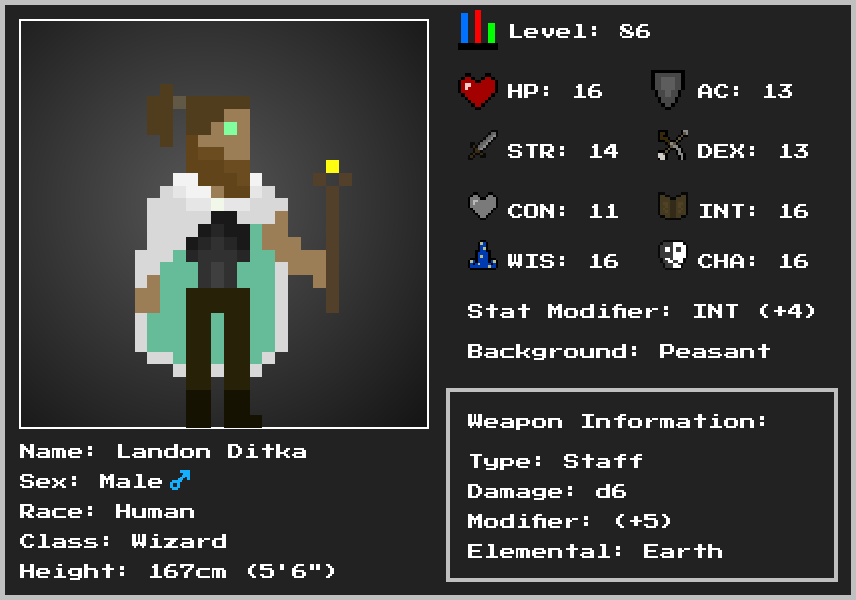 Level: 86
HP: 16 AC: 13
STR: 14 DEX: 13
CON: 11 INT: 16
WIS: 16 CHA: 16
Stat Modifier: INT (+4)
Background: Peasant
Weapon Information:
Type: Staff
Damage: d6
Modifier: (+5)
Elemental: Earth
Name: Landon Ditka
Sex: Male♂
Race: Human
Class: Wizard
Height: 167cm (5'6")